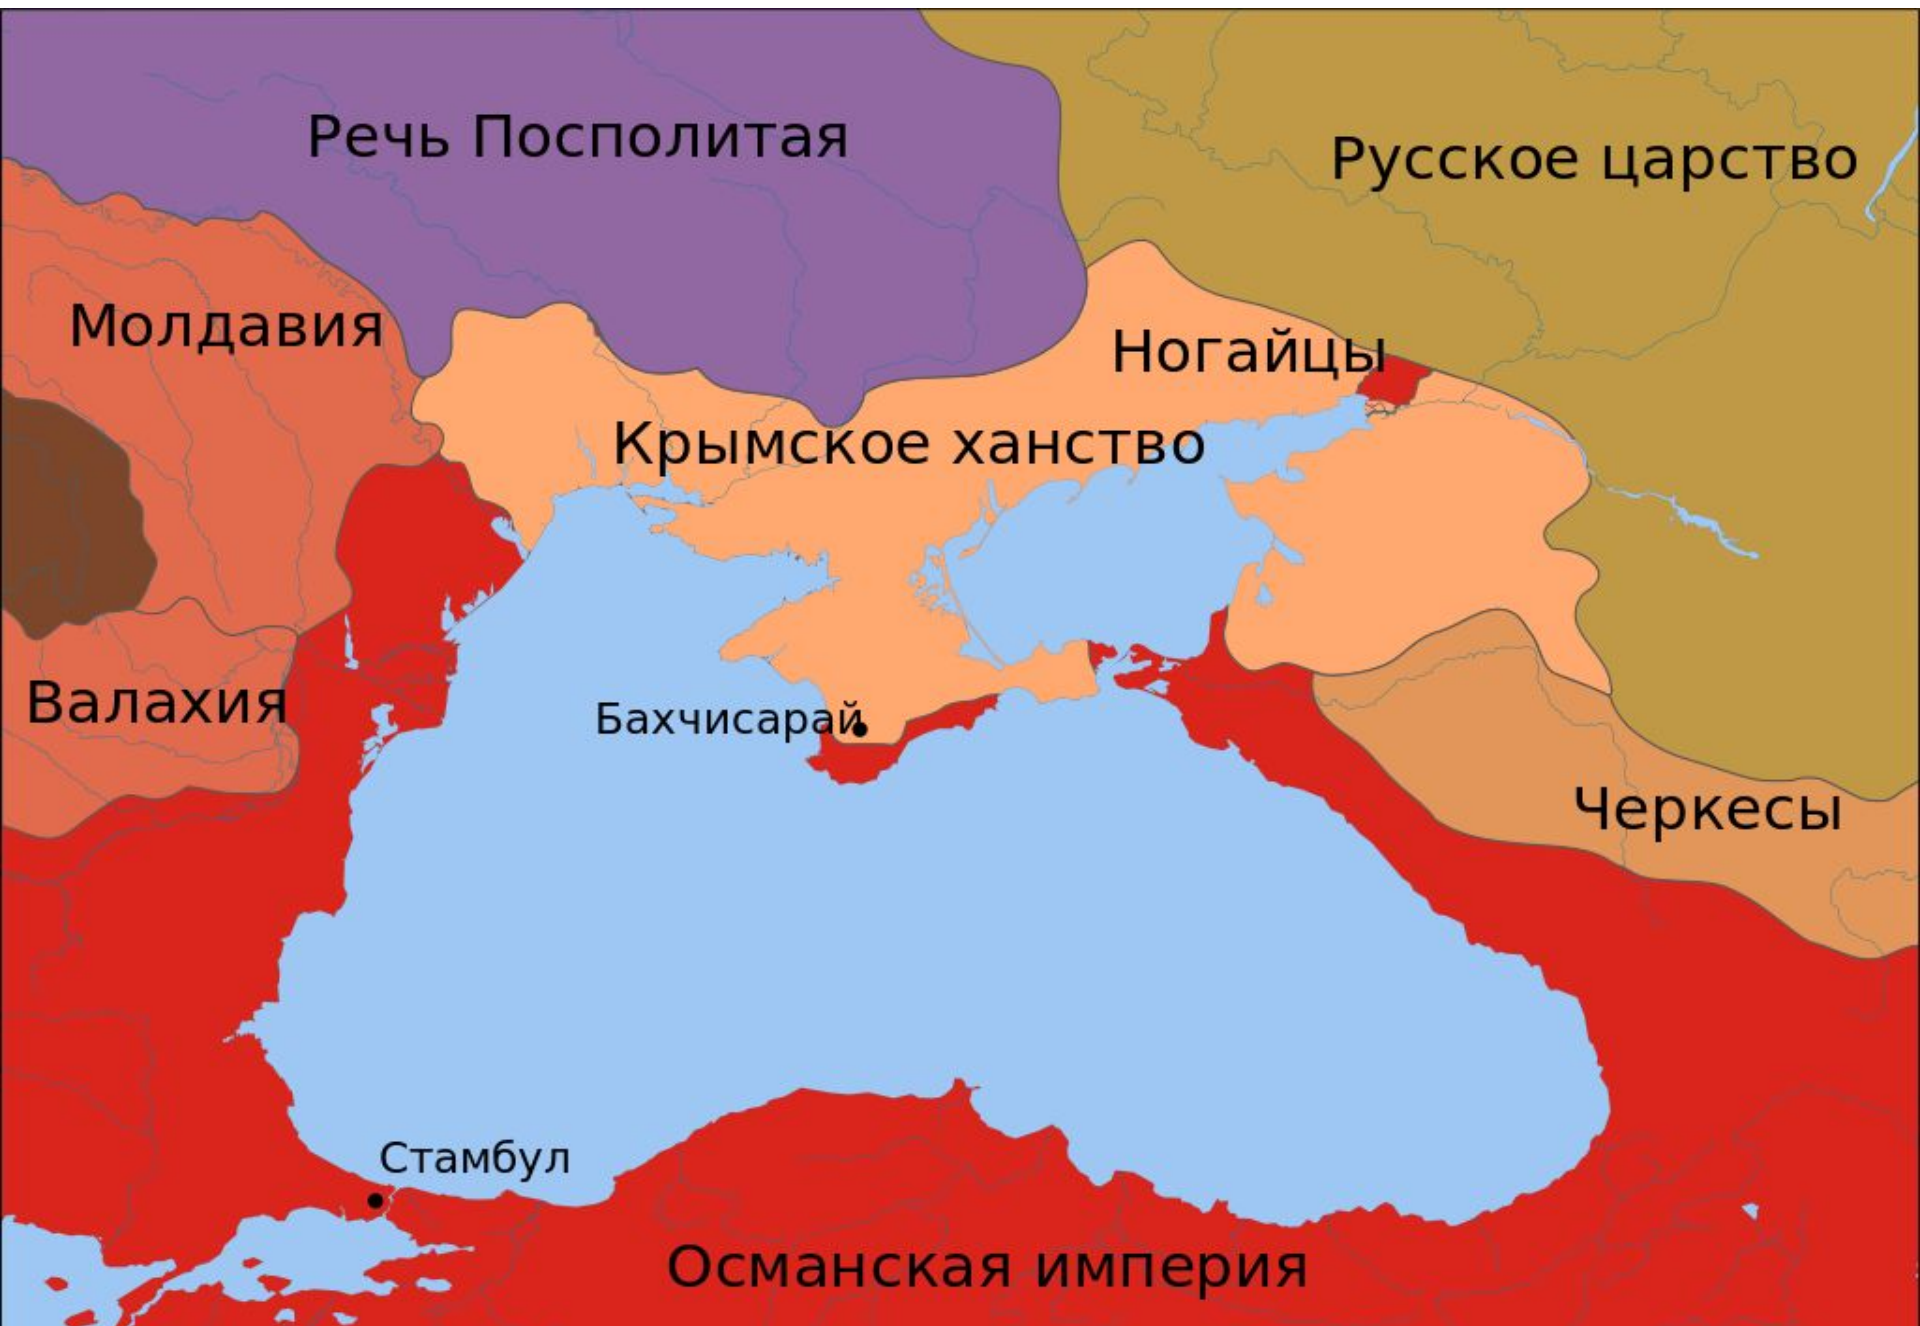 Речь Посполитая
Русское царство
Молдавия
Ногайцы
Крымское ханство
Валахия
Бахчисарай
Черкесы
Стамбул
Османская империя